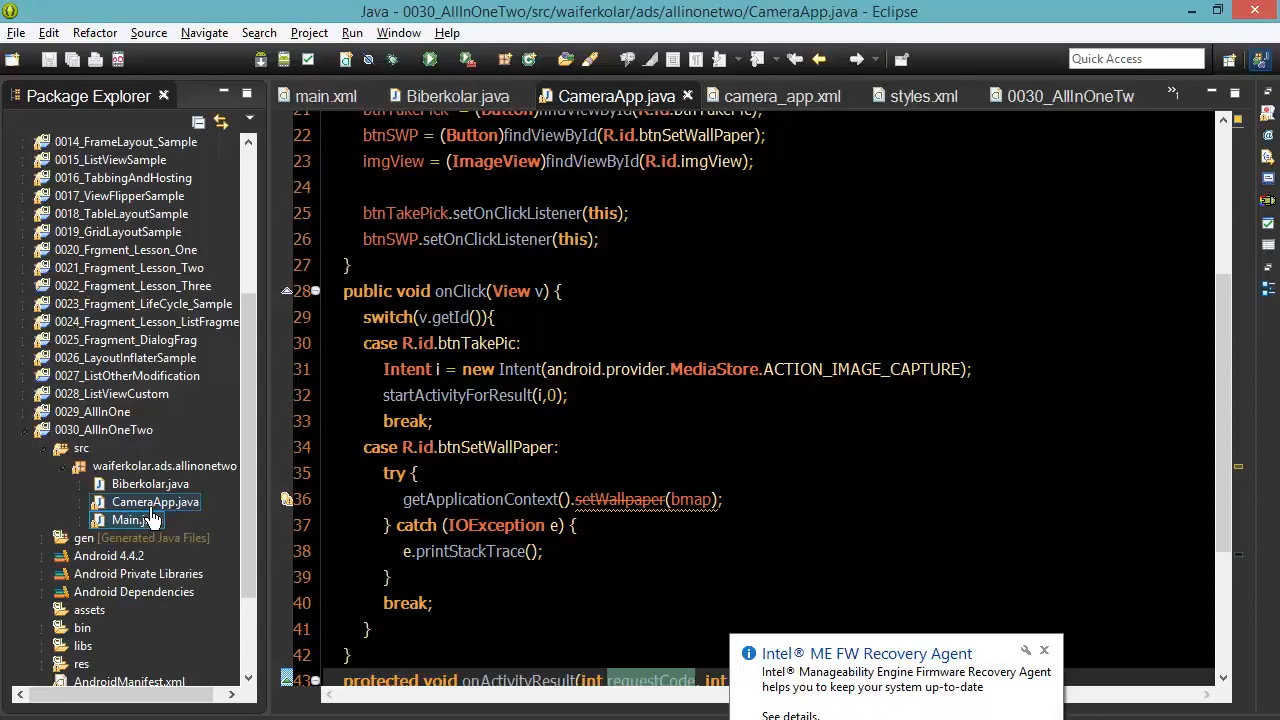 Java - 0030_AllInOneTwo/src/waiferkolar/ads/allinonetwo/CameraApp.java - Eclipse
File Edit Refactor Source Navigate Search Project Run Window Help
Quick Access
Package Explorer
main.xml Biberkolar.java CameraApp.java camera_app.xml styles.xml 0030_AllInOneTw
0014_FrameLayout_Sample
0015_ListViewSample
0016_TabbingAndHosting
0017_ViewFlipperSample
0018_TableLayoutSample
0019_GridLayoutSample
0020_Frgment_Lesson_One
0021_Fragment_Lesson_Two
0022_Fragment_Lesson_Three
0023_Fragment_LifeCycle_Sample
0024_Fragment_Lesson_ListFragme
0025_Fragment_DialogFrag
0026_LayoutInflaterSample
0027_ListOtherModification
0028_ListViewCustom
0029_AllInOne
0030_AllInOneTwo
src
waiferkolar.ads.allinonetwo
Biberkolar.java
CameraApp.java
gen [Generated Java Files]
Android 4.4.2
Android Private Libraries
Android Dependencies
assets
bin
libs
res
AndroidManifest.xml
22 btnSWP = (Button)findViewById(R.id.btnSetWallPaper);
23 imgView = (ImageView)findViewById(R.id.imgView);
24
25 btnTakePick.setOnClickListener(this);
26 btnSWP.setOnClickListener(this);
27 }
28 public void onClick(View v) {
29 switch(v.getId()){
30 case R.id.btnTakePic:
31 Intent i = new Intent(android.provider.MediaStore.ACTION_IMAGE_CAPTURE);
32 startActivityForResult(i,0);
33 break;
34 case R.id.btnSetWallPaper:
35 try {
36 getApplicationContext().setWallpaper(bmap);
37 } catch (IOException e) {
38 e.printStackTrace();
39 }
40 break;
41 }
42 }
43 protected void onActivityResult(int requestCode, int
Intel® ME FW Recovery Agent
Intel® Manageability Engine Firmware Recovery Agent
helps you to keep your system up-to-date
See details.